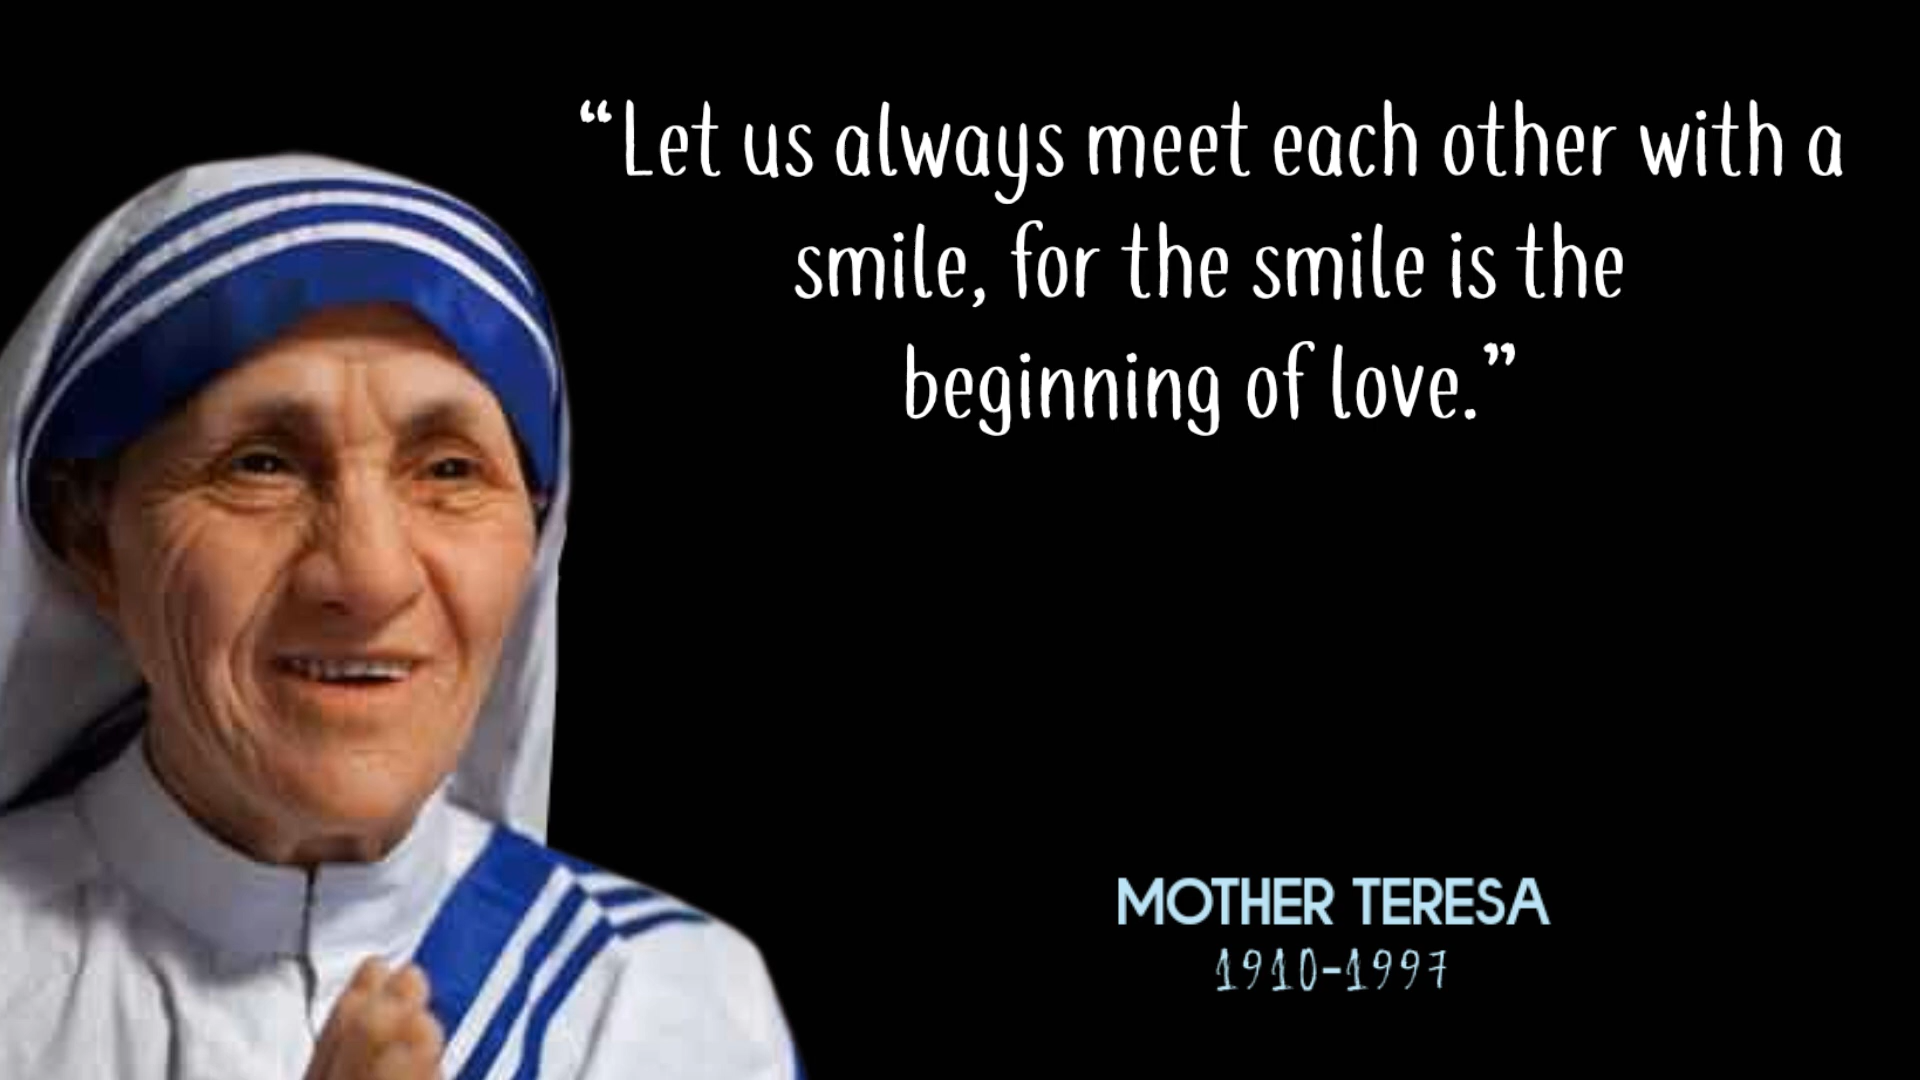 “Let us always meet each other with a
smile, for the smile is the
beginning of love.”
MOTHER TERESA
1910-1997